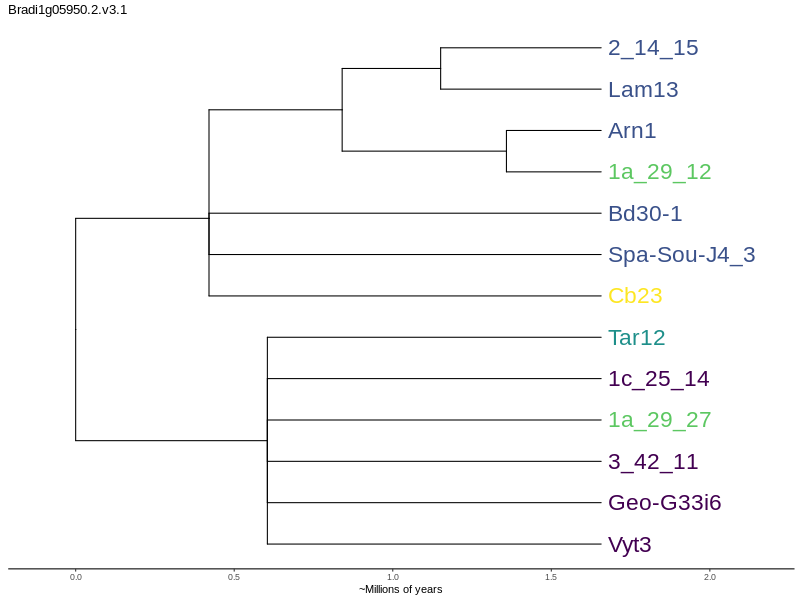 Bradi1g05950.2.v3.1
2_14_15
Lam13
Arn1
1a_29_12
Bd30-1
Spa-Sou-J4_3
Cb23
Tar12
1c_25_14
1a_29_27
3_42_11
Geo-G33i6
Vyt3
0.0 0.5 1.0 1.5 2.0
~Millions of years